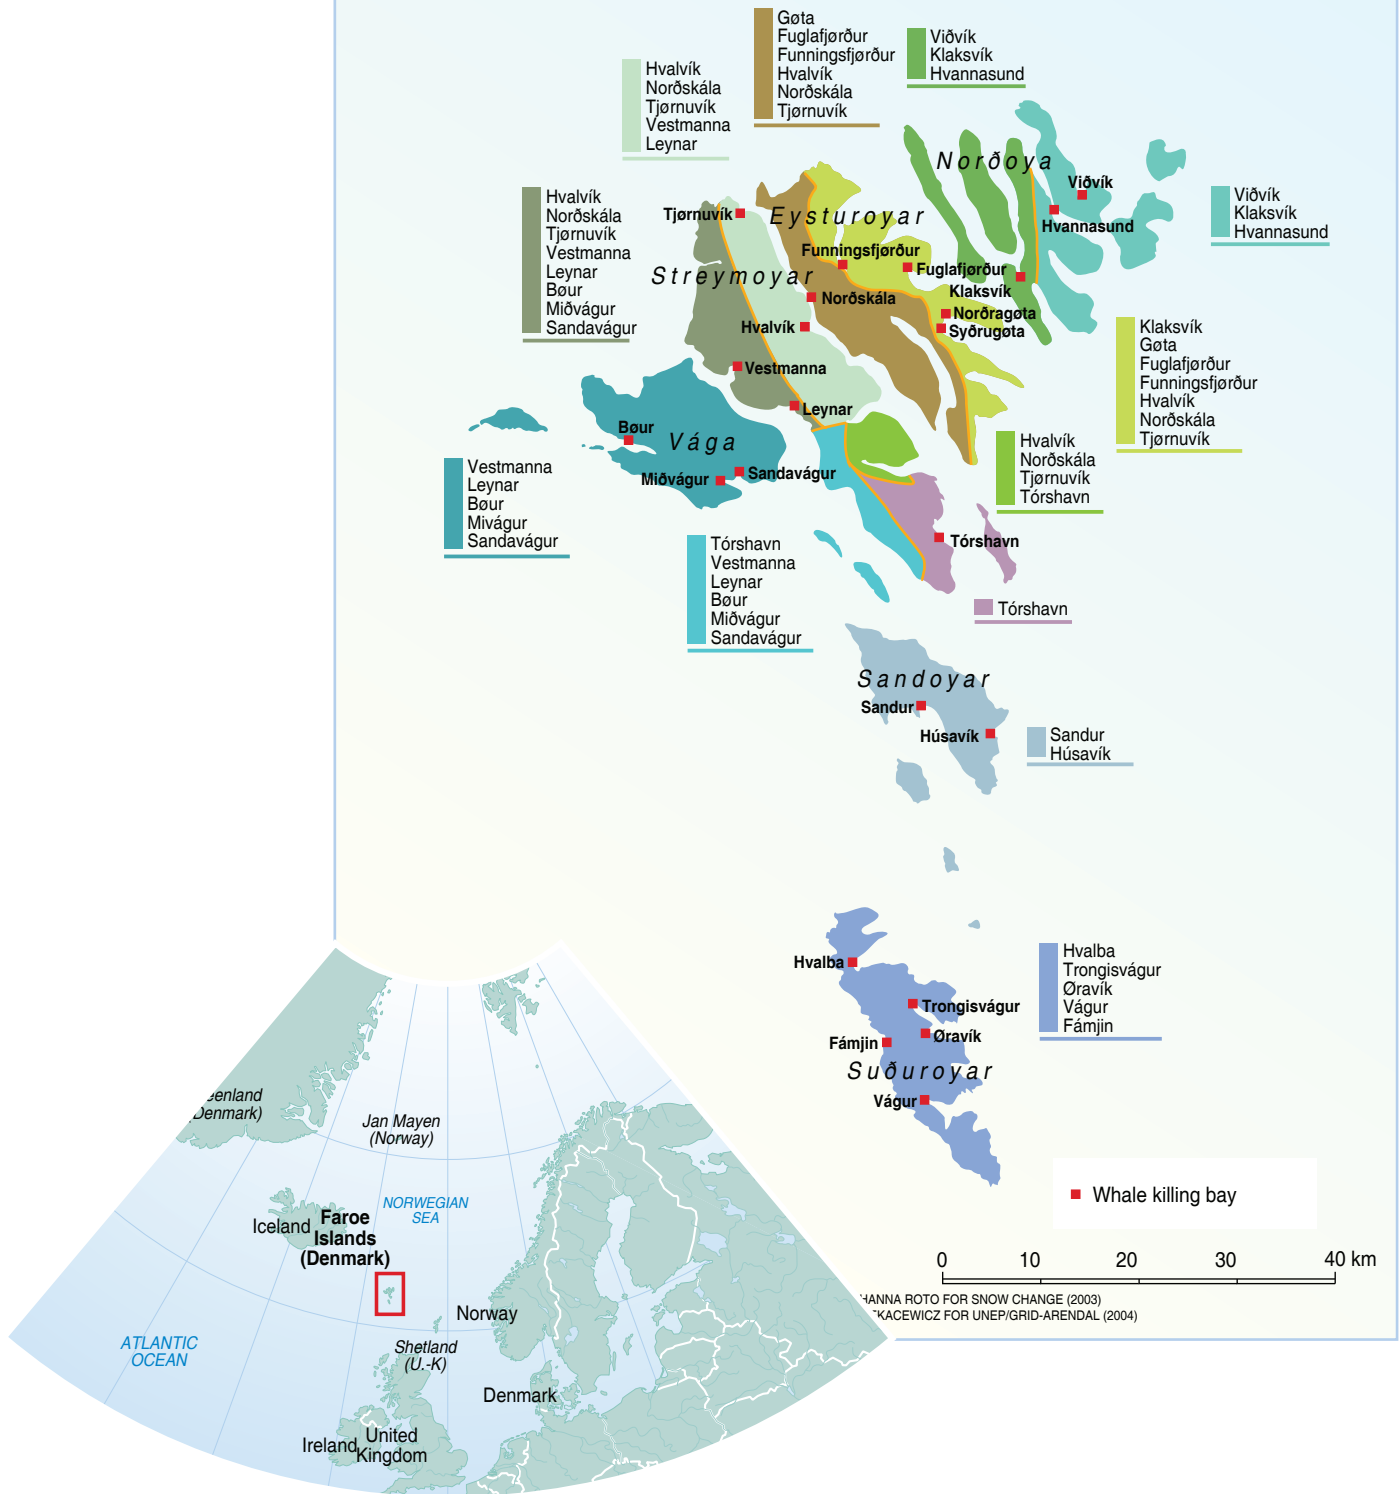 Gøta
Fuglafjørður
Funningsfjørður
Hvalvík
Norðskála
Tjørnuvík
Viðvík
Klaksvík
Hvannasund
Hvalvík
Norðskála
Tjørnuvík
Vestmanna
Leynar
Hvalvík
Norðskála
Tjørnuvík
Vestmanna
Leynar
Bøur
Miðvágur
Sandavágur
Norðoya
Viðvík
Hvannasund
Viðvík
Klaksvík
Hvannasund
Tjørnuvík
Eysturoyar
Funningsfjørður
Fuglafjørður
Klaksvík
Streymoyar
Norðskála
Norðragøta
Syðrugøta
Hvalvík
Vestmanna
Leynar
Klaksvík
Gøta
Fuglafjørður
Funningsfjørður
Hvalvík
Norðskála
Tjørnuvík
Bøur
Vága
Miðvágur
Sandavágur
Hvalvík
Norðskála
Tjørnuvík
Tórshavn
Vestmanna
Leynar
Bøur
Mivágur
Sandavágur
Tórshavn
Vestmanna
Leynar
Bøur
Miðvágur
Sandavágur
Tórshavn
Tórshavn
Sandoyar
Sandur
Húsavík
Sandur
Húsavík
Hvalba
Trongisvágur
Øravík
Fámjin
Suðuroyar
Vágur
Hvalba
Trongisvágur
Øravík
Vágur
Fámjin
Whale killing bay
0 10 20 30 40 km
HANNA ROTO FOR SNOW CHANGE (2003)
KACEWICZ FOR UNEP/GRID-ARENDAL (2004)
eenland
Denmark)
Jan Mayen
(Norway)
NORWEGIAN
SEA
Iceland
Faroe
Islands
(Denmark)
Norway
ATLANTIC
OCEAN
Shetland
(U.-K)
Denmark
Ireland
United
Kingdom